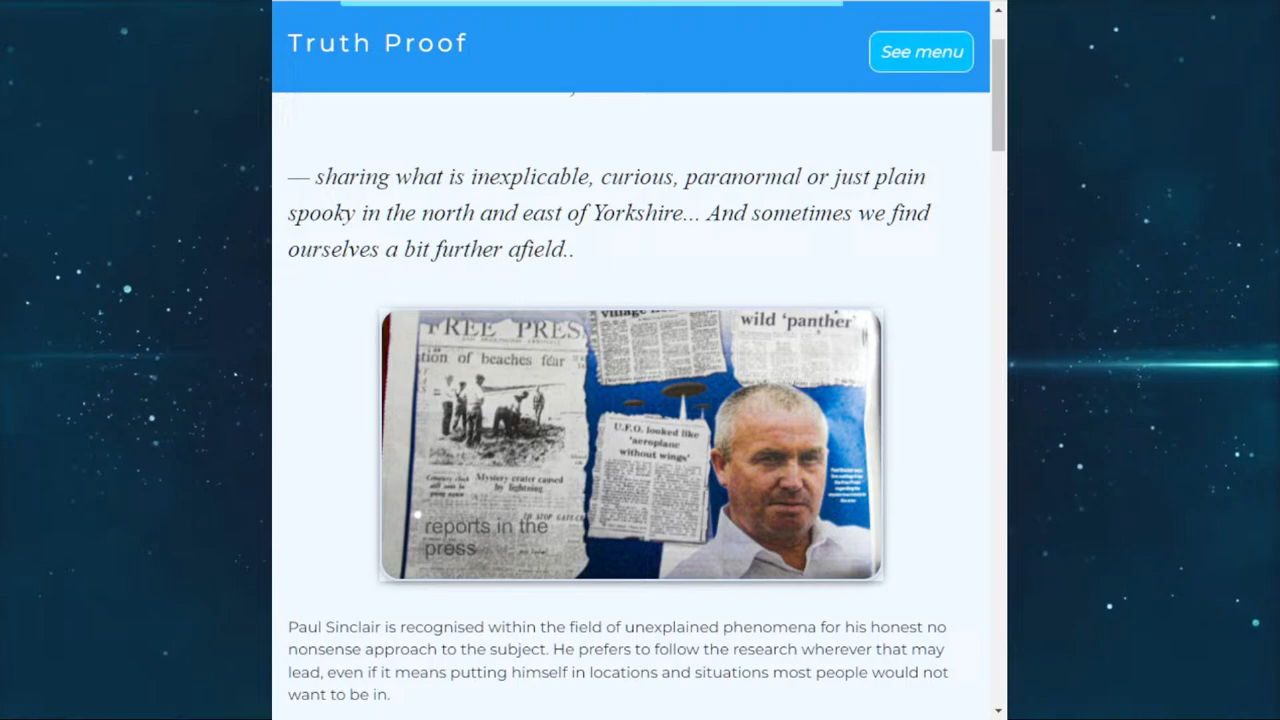 Truth Proof
See menu
— sharing what is inexplicable, curious, paranormal or just plain
spooky in the north and east of Yorkshire... And sometimes we find
ourselves a bit further afield..
FREE PRESS
tion of beaches fear
wild 'panther'
U.F.O. looked like
'aeroplane
without wings'
Mystery crater caused
by lightning
reports in the
press
Paul Sinclair is recognised within the field of unexplained phenomena for his honest no
nonsense approach to the subject. He prefers to follow the research wherever that may
lead, even if it means putting himself in locations and situations most people would not
want to be in.